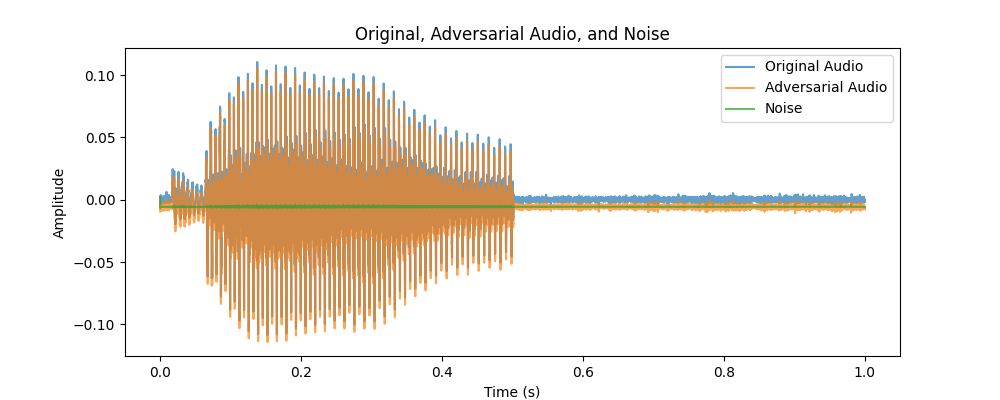 Original, Adversarial Audio, and Noise
Original Audio
Adversarial Audio
Noise
Amplitude
0.10
0.05
0.00
−0.05
−0.10
0.0
0.2
0.4
0.6
0.8
1.0
Time (s)